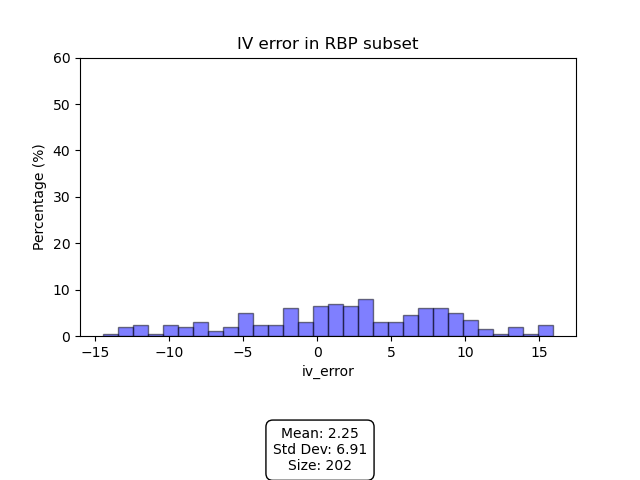 IV error in RBP subset
60
50
40
30
20
10
0
Percentage (%)
−15
−10
−5
0
5
10
15
iv_error
Mean: 2.25
Std Dev: 6.91
Size: 202